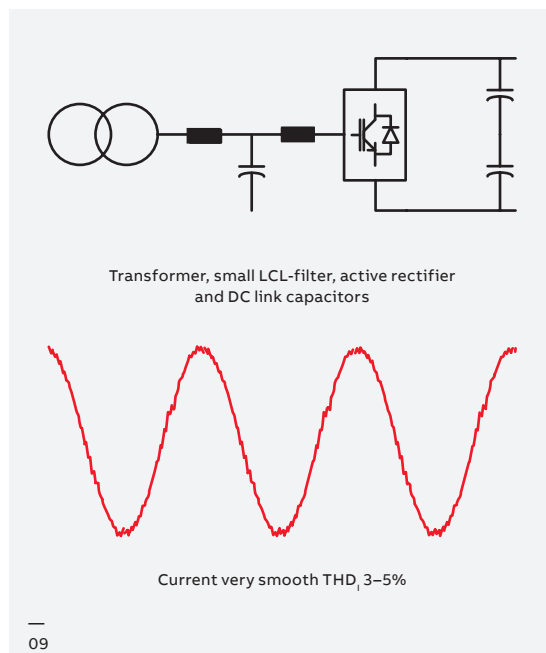 Transformer, small LCL-filter, active rectifier
and DC link capacitors
Current very smooth THDI 3–5%
—
09